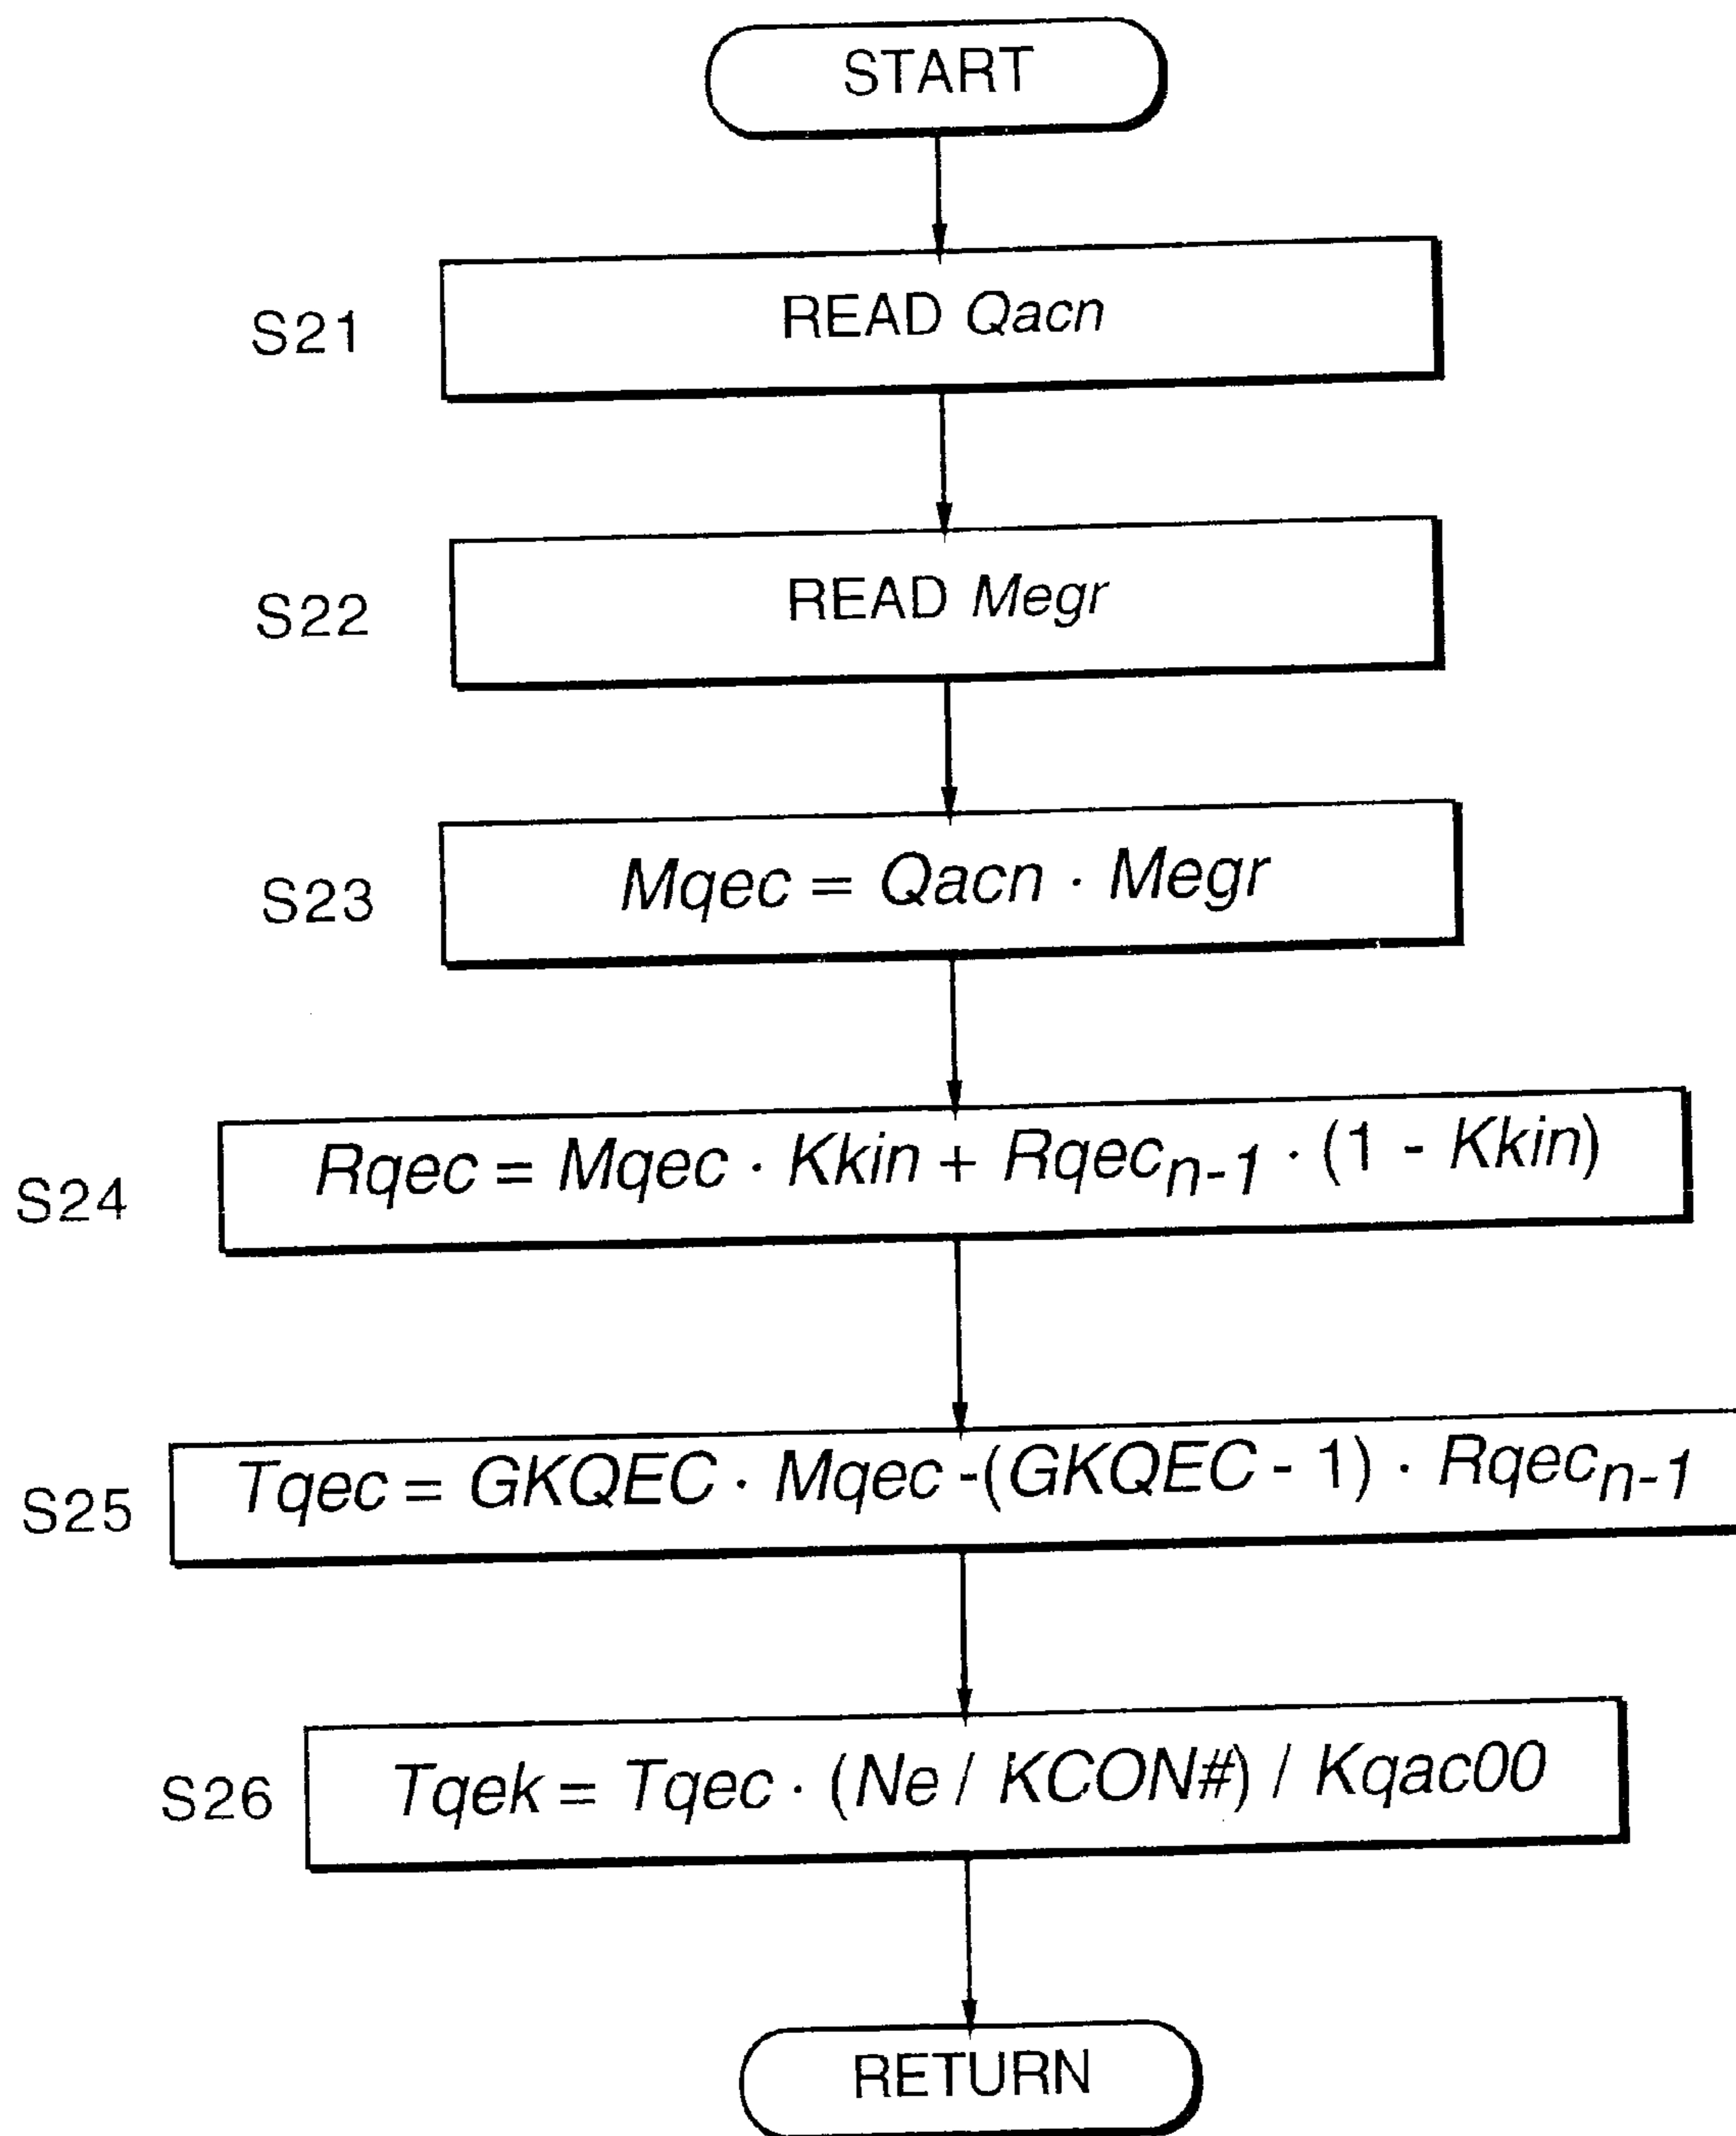 START
S21
READ Qacn
S22
READ Megr
S23
Mqec = Qacn · Megr
S24
Rqec = Mqec · Kkin + Rqecn-1 · (1 - Kkin)
S25
Tqec = GKQEC · Mqec -(GKQEC - 1) · Rqecn-1
S26
Tqek = Tqec · (Ne / KCON#) / Kqac00
RETURN